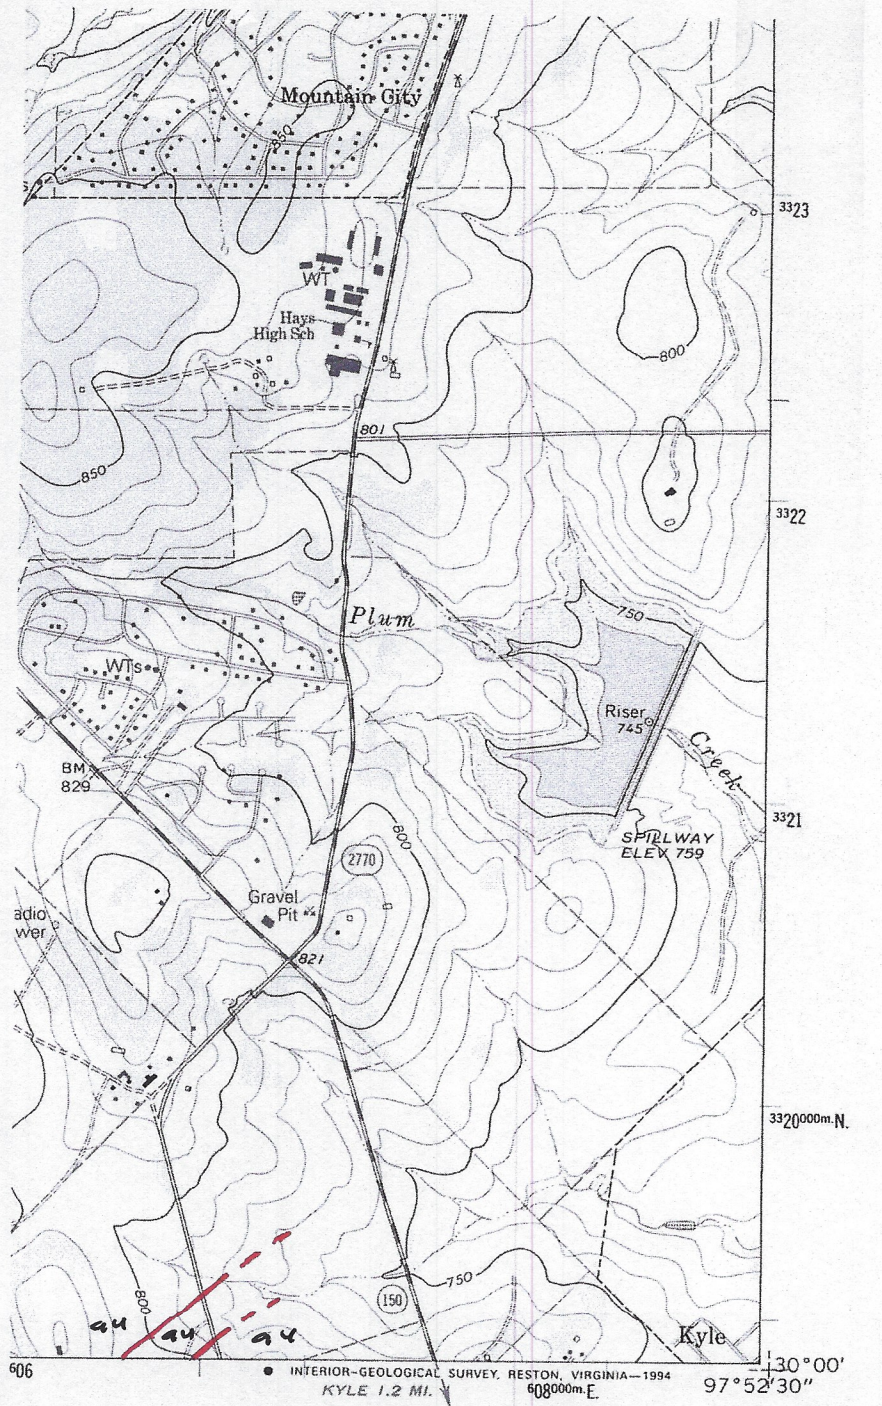 Mountain City
850
3323
WT
Hays
High Sch
800
801
850
3322
Plum
750
WTs
Riser
745
Creek
BM
829
3321
SPILLWAY
ELEV 759
800
2770
Gravel
Pit
adio
wer
821
3320000m.N.
750
800
150
au
au
au
Kyle
606
INTERIOR—GEOLOGICAL SURVEY, RESTON, VIRGINIA—1994
30°00'
KYLE 1.2 MI.
608000m.E.
97°52'30"